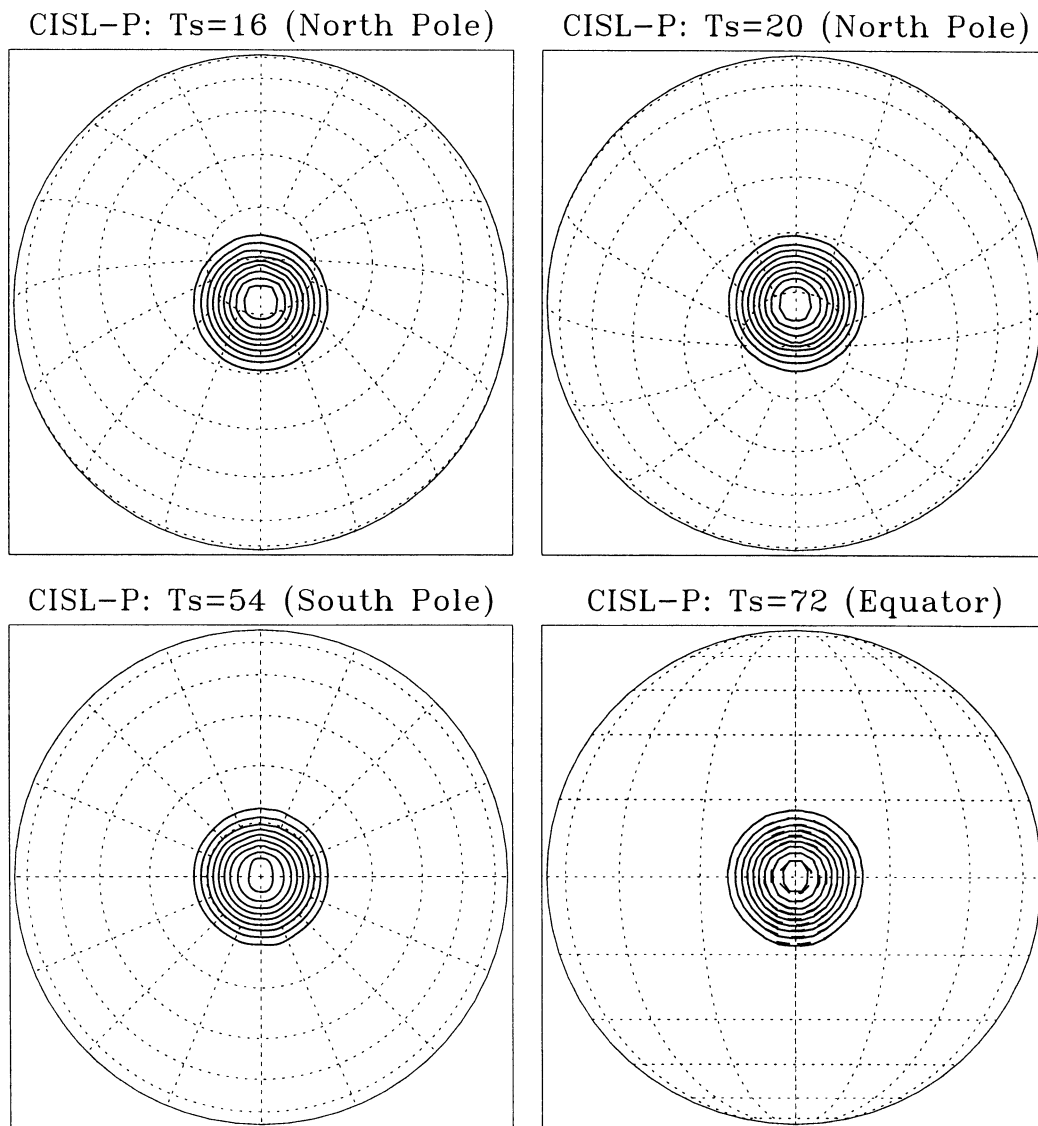 CISL-P: Ts=16 (North Pole)
CISL-P: Ts=20 (North Pole)
CISL-P: Ts=54 (South Pole)
CISL-P: Ts=72 (Equator)